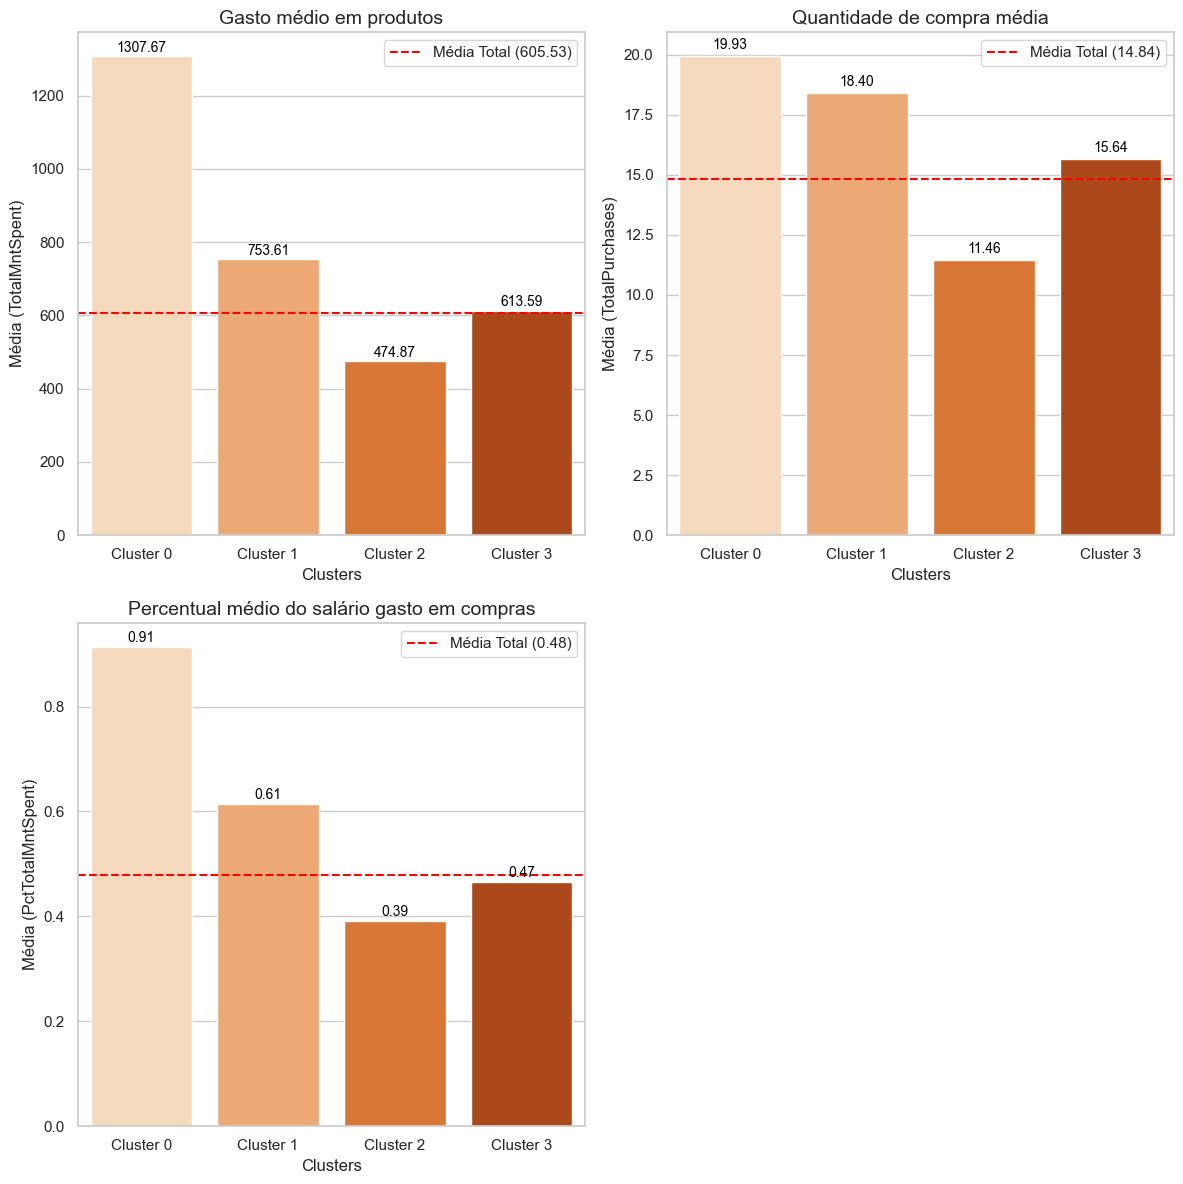 Gasto médio em produtos
1307.67
Média Total (605.53)
1200
1000
800
753.61
613.59
600
474.87
400
200
0
Média (TotalMntSpent)
Cluster 0
Cluster 1
Cluster 2
Cluster 3
Clusters
Quantidade de compra média
19.93
Média Total (14.84)
20.0
18.40
17.5
15.64
15.0
12.5
11.46
10.0
7.5
5.0
2.5
0.0
Média (TotalPurchases)
Cluster 0
Cluster 1
Cluster 2
Cluster 3
Clusters
Percentual médio do salário gasto em compras
0.91
Média Total (0.48)
0.8
0.61
0.6
0.47
0.39
0.4
0.2
0.0
Média (PctTotalMntSpent)
Cluster 0
Cluster 1
Cluster 2
Cluster 3
Clusters